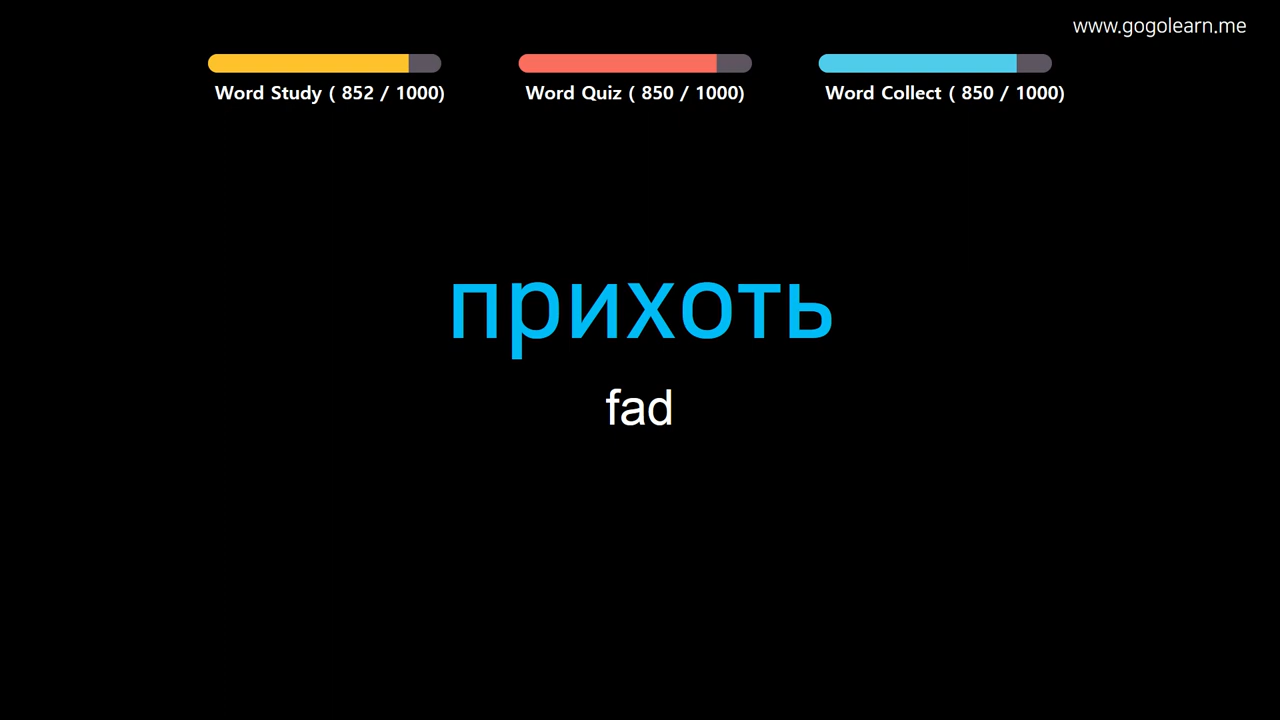 www.gogolearn.me
Word Study ( 852 / 1000)
Word Quiz ( 850 / 1000)
Word Collect ( 850 / 1000)
прихоть
fad